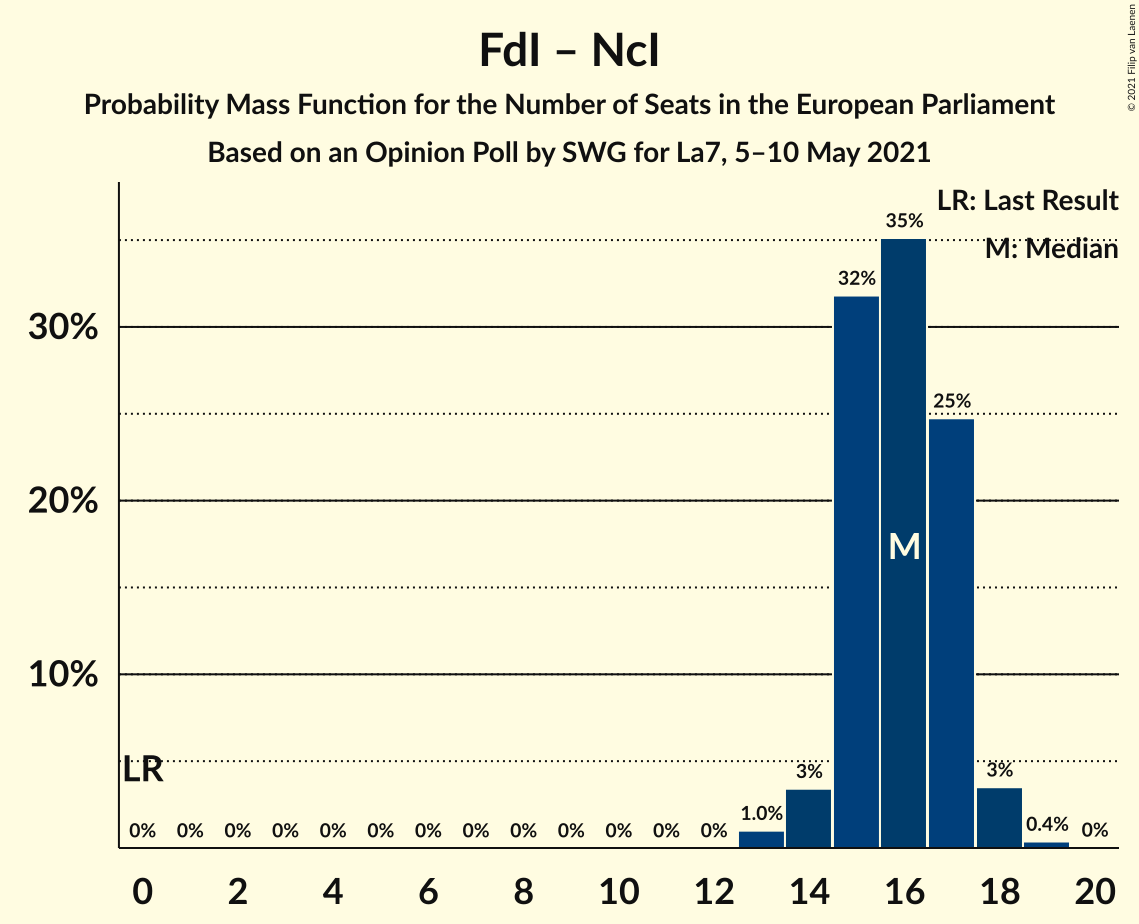 FdI – NcI
Probability Mass Function for the Number of Seats in the European Parliament
Based on an Opinion Poll by SWG for La7, 5–10 May 2021
© 2021 Filip van Laenen
LR: Last Result
M: Median
35%
32%
30%
25%
20%
M
10%
LR
3%
3%
1.0%
0.4%
0% 0% 0% 0% 0% 0% 0% 0% 0% 0% 0% 0% 0% 0%
0 2 4 6 8 10 12 14 16 18 20